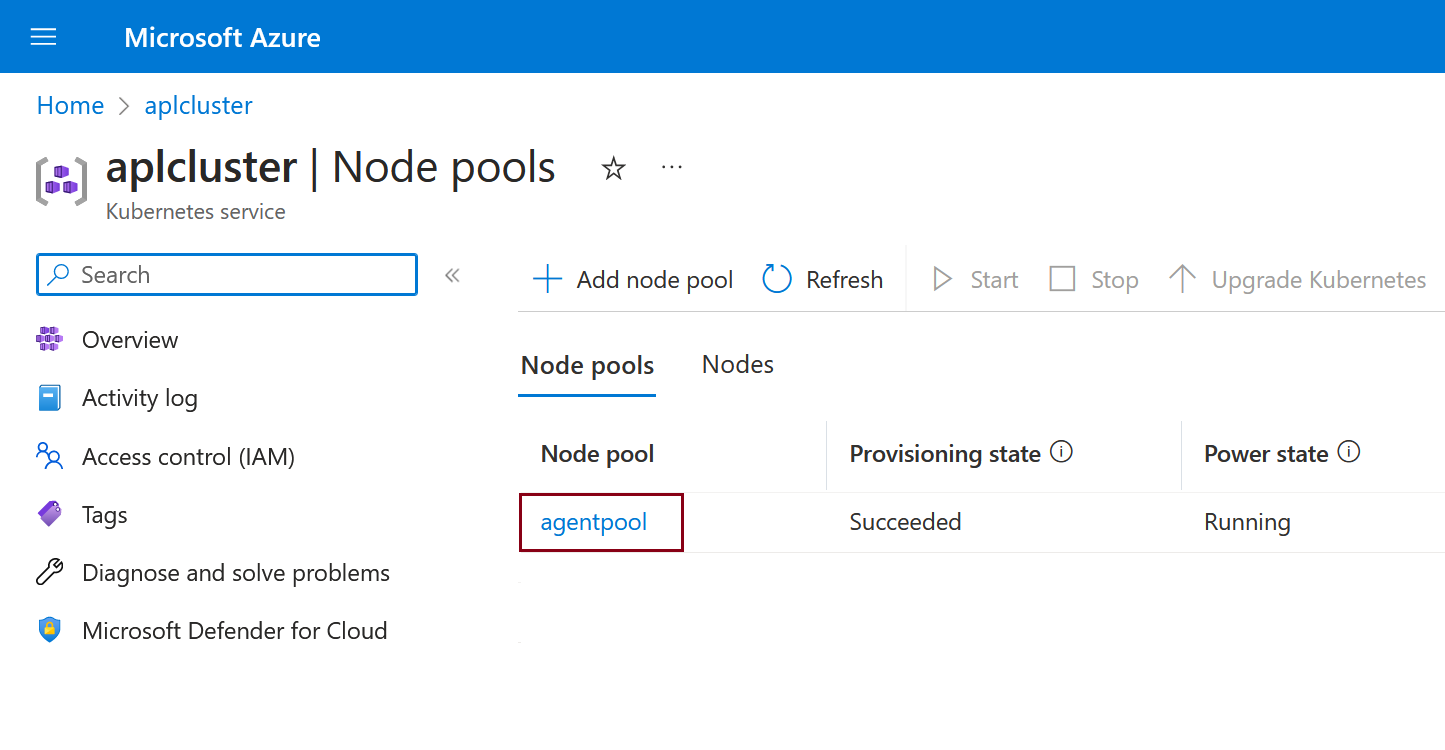 Microsoft Azure
Home > aplcluster
aplcluster | Node pools
Kubernetes service
Search
Overview
Activity log
Access control (IAM)
Tags
Diagnose and solve problems
Microsoft Defender for Cloud
Add node pool Refresh Start Stop Upgrade Kubernetes
Node pools Nodes
Node pool Provisioning state Power state
agentpool Succeeded Running